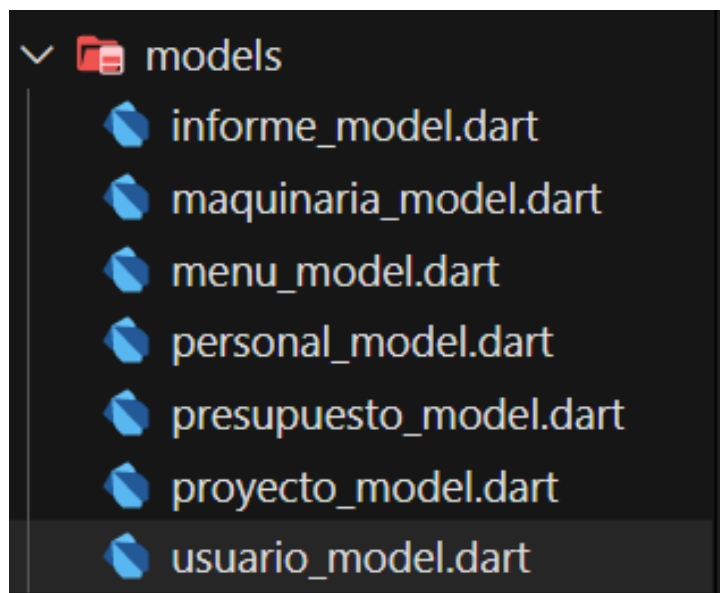 models
informe_model.dart
maquinaria_model.dart
menu_model.dart
personal_model.dart
presupuesto_model.dart
proyecto_model.dart
usuario_model.dart